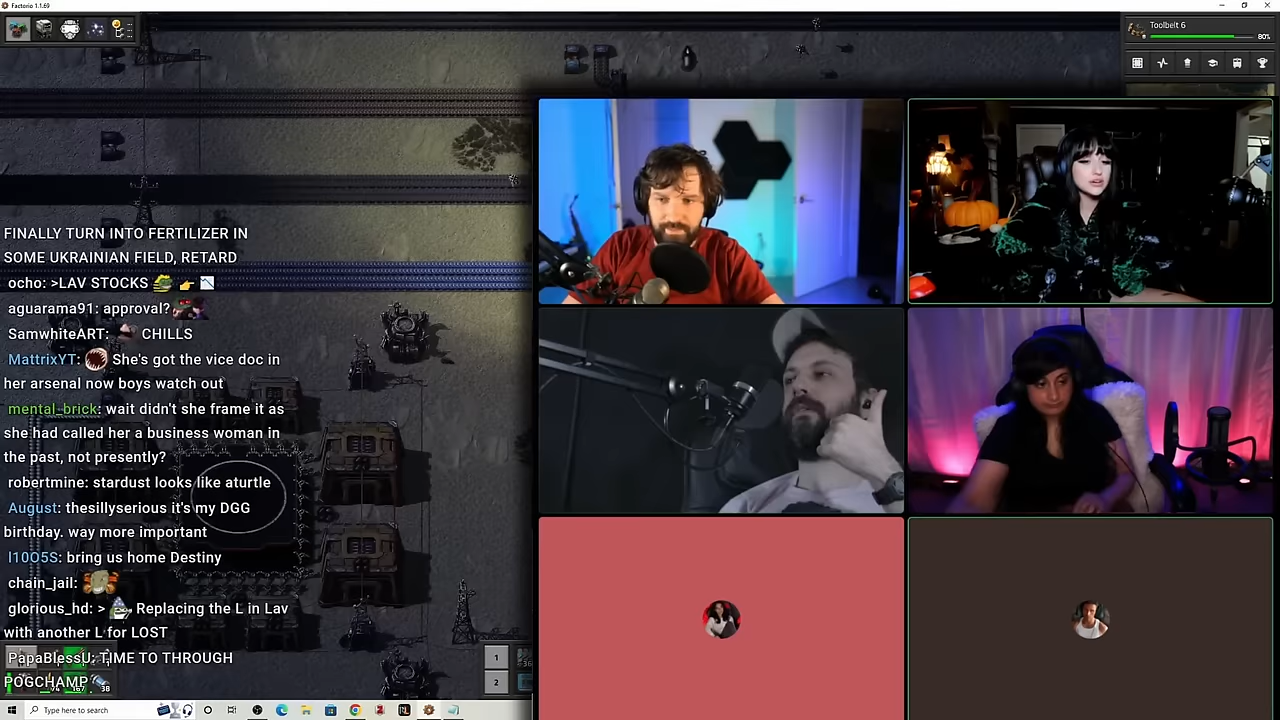 Factorio 1.1.69
Toolbelt 6
80%
FINALLY TURN INTO FERTILIZER IN
SOME UKRAINIAN FIELD, RETARD
ocho: >LAV STOCKS
aguarama91: approval?
SamwhiteART: CHILLS
MattrixYT: She's got the vice doc in
her arsenal now boys watch out
mental_brick: wait didn't she frame it as
she had called her a business woman in
the past, not presently?
robertmine: stardust looks like aturtle
August: thesillyserious it's my DGG
birthday. way more important
l10O5S: bring us home Destiny
chain_jail:
glorious_hd: > Replacing the L in Lav
with another L for LOST
PapaBlessU: TIME TO THROUGH
POGCHAMP
38
1
2
Type here to search